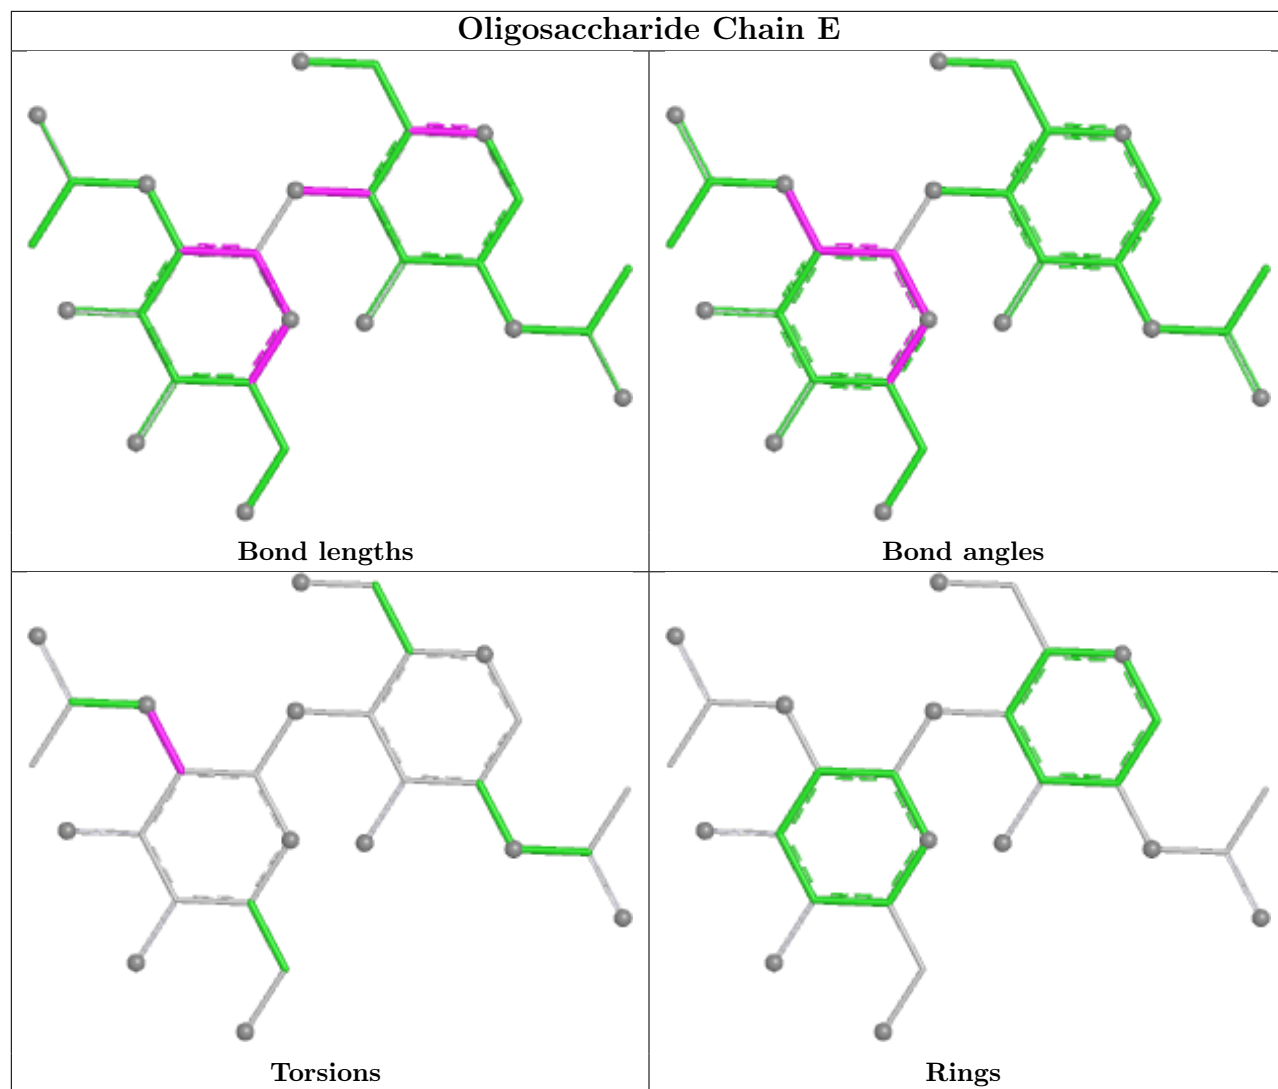 Oligosaccharide Chain E
Bond lengths
Bond angles
Torsions
Rings